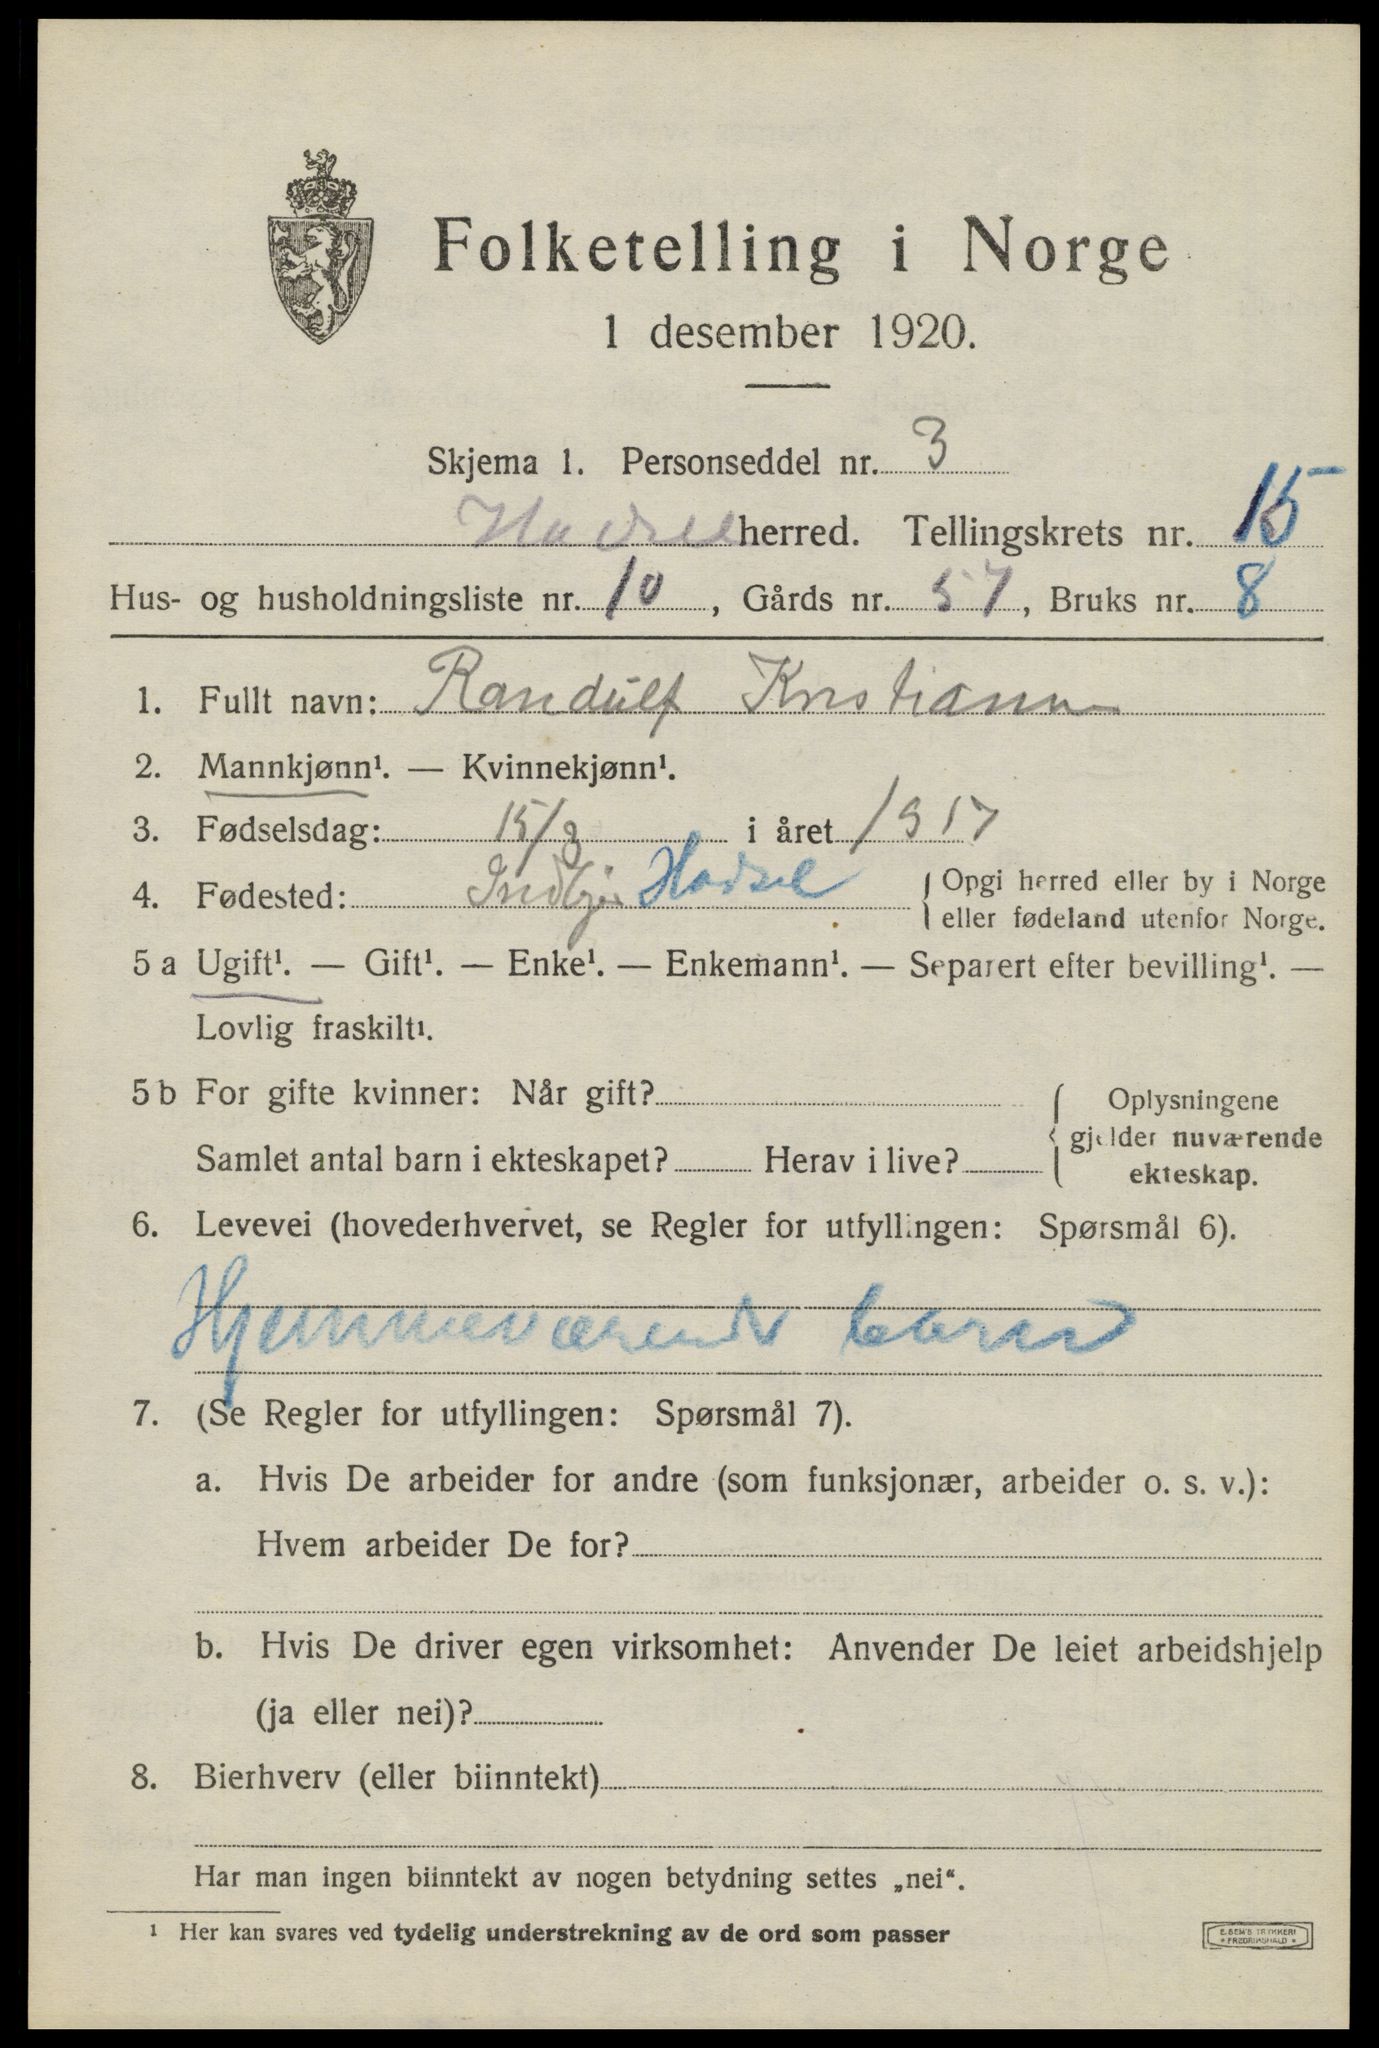 Folketelling i Norge
1 desember 1920.
Skjema 1. Personseddel nr. 3
Hadsel herred. Tellingskrets nr. 15
Hus- og husholdningsliste nr. 10, Gårds nr. 57, Bruks nr. 8
1. Fullt navn: Randulf
2. Mannkjønn¹. — Kvinnekjønn¹.
3. Fødselsdag: 15/3 i året 1917
4. Fødested: Hadsel { Opgi herred eller by i Norge
eller fødeland utenfor Norge.
5 a Ugift¹. — Gift¹. — Enke¹. — Enkemann¹. — Separert efter bevilling¹. —
Lovlig fraskilt¹.
5 b For gifte kvinner: Når gift? { Oplysningene
gjelder nuværende
Samlet antal barn i ekteskapet? Herav i live? ekteskap.
6. Levevei (hovederhvervet, se Regler for utfyllingen: Spørsmål 6).
Hjemmeværende barn
7. (Se Regler for utfyllingen: Spørsmål 7).
a. Hvis De arbeider for andre (som funksjonær, arbeider o. s. v.):
Hvem arbeider De for?
b. Hvis De driver egen virksomhet: Anvender De leiet arbeidshjelp
(ja eller nei)?
8. Bierhverv (eller biinntekt)
Har man ingen biinntekt av nogen betydning settes „nei“.
¹ Her kan svares ved tydelig understrekning av de ord som passer
E. SEM'S TRYKKERI
* FREDRIKSHALD *